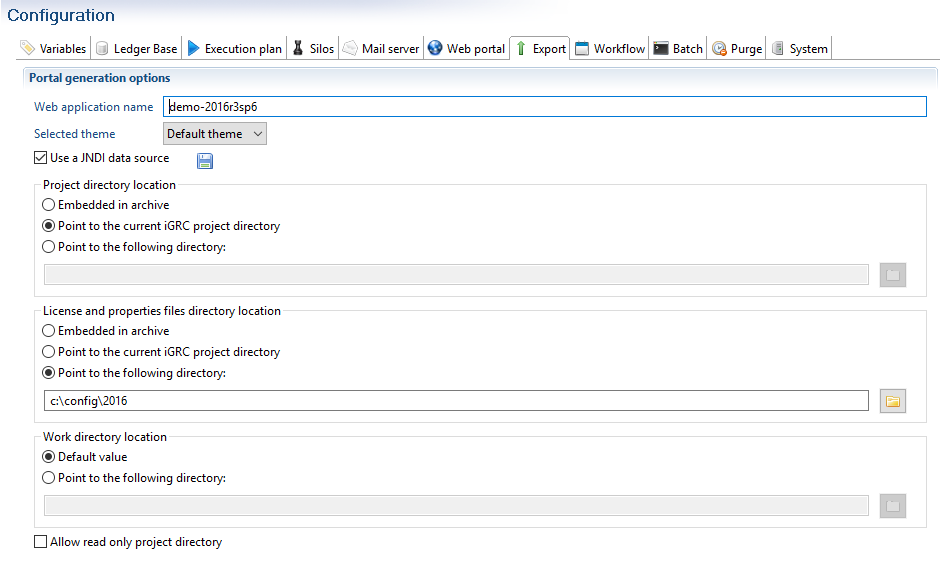 Configuration
Variables Ledger Base Execution plan Silos Mail server Web portal Export Workflow Batch Purge System
Portal generation options
Web application name demo-2016r3sp6
Selected theme Default theme
Use a JNDI data source
Project directory location
Embedded in archive
Point to the current iGRC project directory
Point to the following directory:
License and properties files directory location
Embedded in archive
Point to the current iGRC project directory
Point to the following directory:
c:\config\2016
Work directory location
Default value
Point to the following directory:
Allow read only project directory